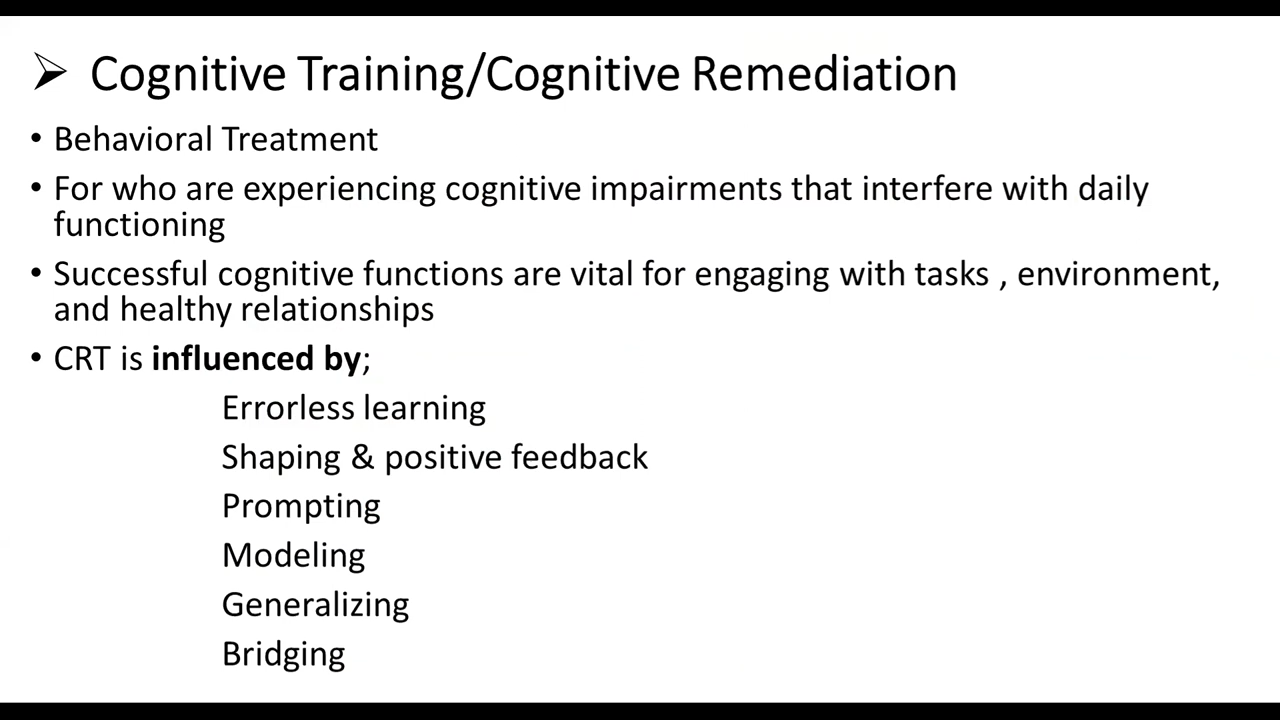 ➢ Cognitive Training/Cognitive Remediation
• Behavioral Treatment
• For who are experiencing cognitive impairments that interfere with daily
functioning
• Successful cognitive functions are vital for engaging with tasks , environment,
and healthy relationships
• CRT is influenced by;
Errorless learning
Shaping & positive feedback
Prompting
Modeling
Generalizing
Bridging